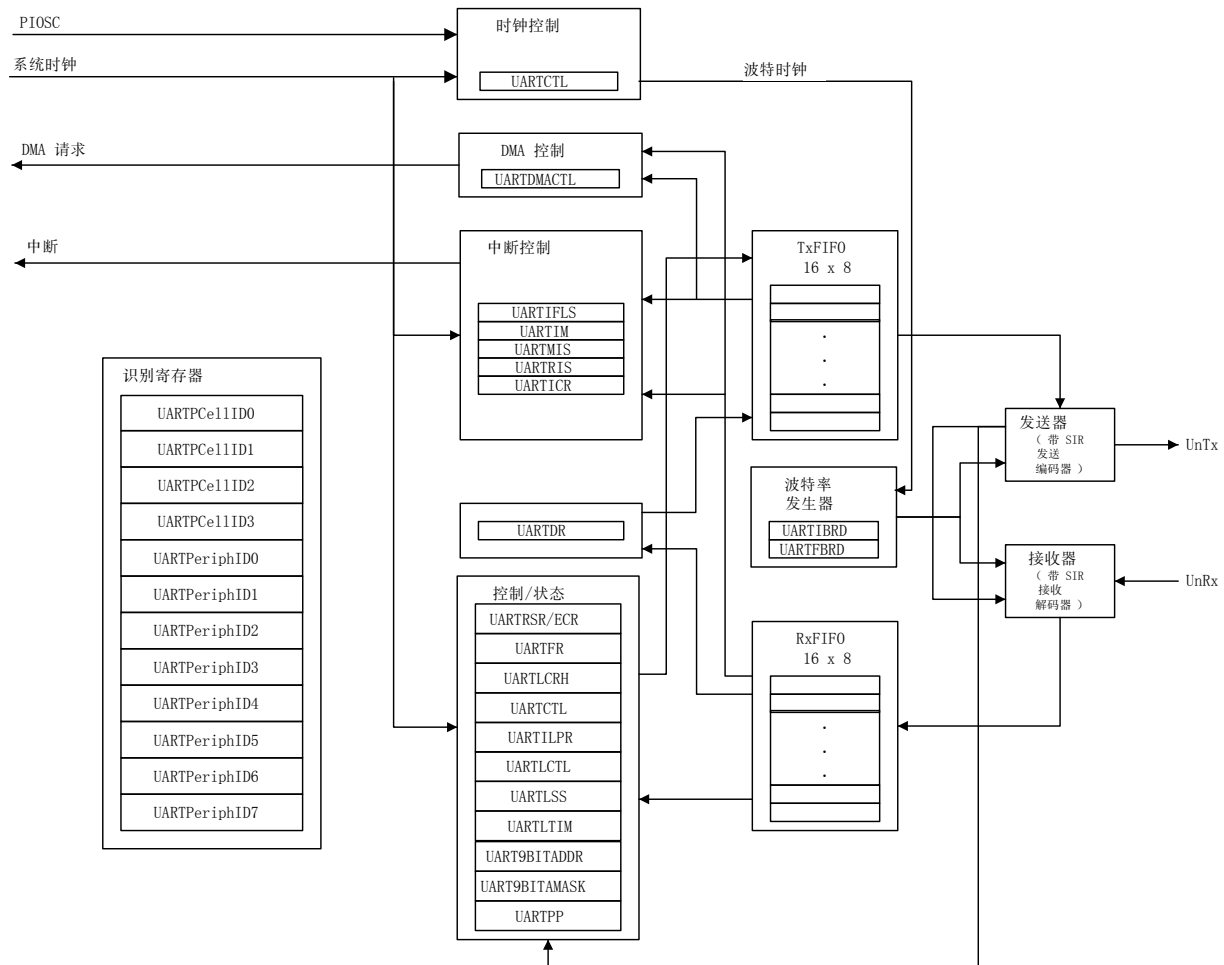 PIOSC
系统时钟
时钟控制
UARTCTL
波特时钟
DMA 请求
DMA 控制
UARTDMACTL
中断
中断控制
UARTIFLS
UARTIM
UARTMIS
UARTRIS
UARTICR
TxFIFO
16 x 8
.
.
.
识别寄存器
UARTPCellID0
UARTPCellID1
UARTPCellID2
UARTPCellID3
UARTPeriphID0
UARTPeriphID1
UARTPeriphID2
UARTPeriphID3
UARTPeriphID4
UARTPeriphID5
UARTPeriphID6
UARTPeriphID7
发送器
( 带 SIR
发送
编码器 )
UnTx
UARTDR
波特率
发生器
UARTIBRD
UARTFBRD
接收器
( 带 SIR
接收
解码器 )
UnRx
控制/状态
UARTRSR/ECR
UARTFR
UARTLCRH
UARTCTL
UARTILPR
UARTLCTL
UARTLSS
UARTLTIM
UART9BITADDR
UART9BITAMASK
UARTPP
RxFIFO
16 x 8
.
.
.